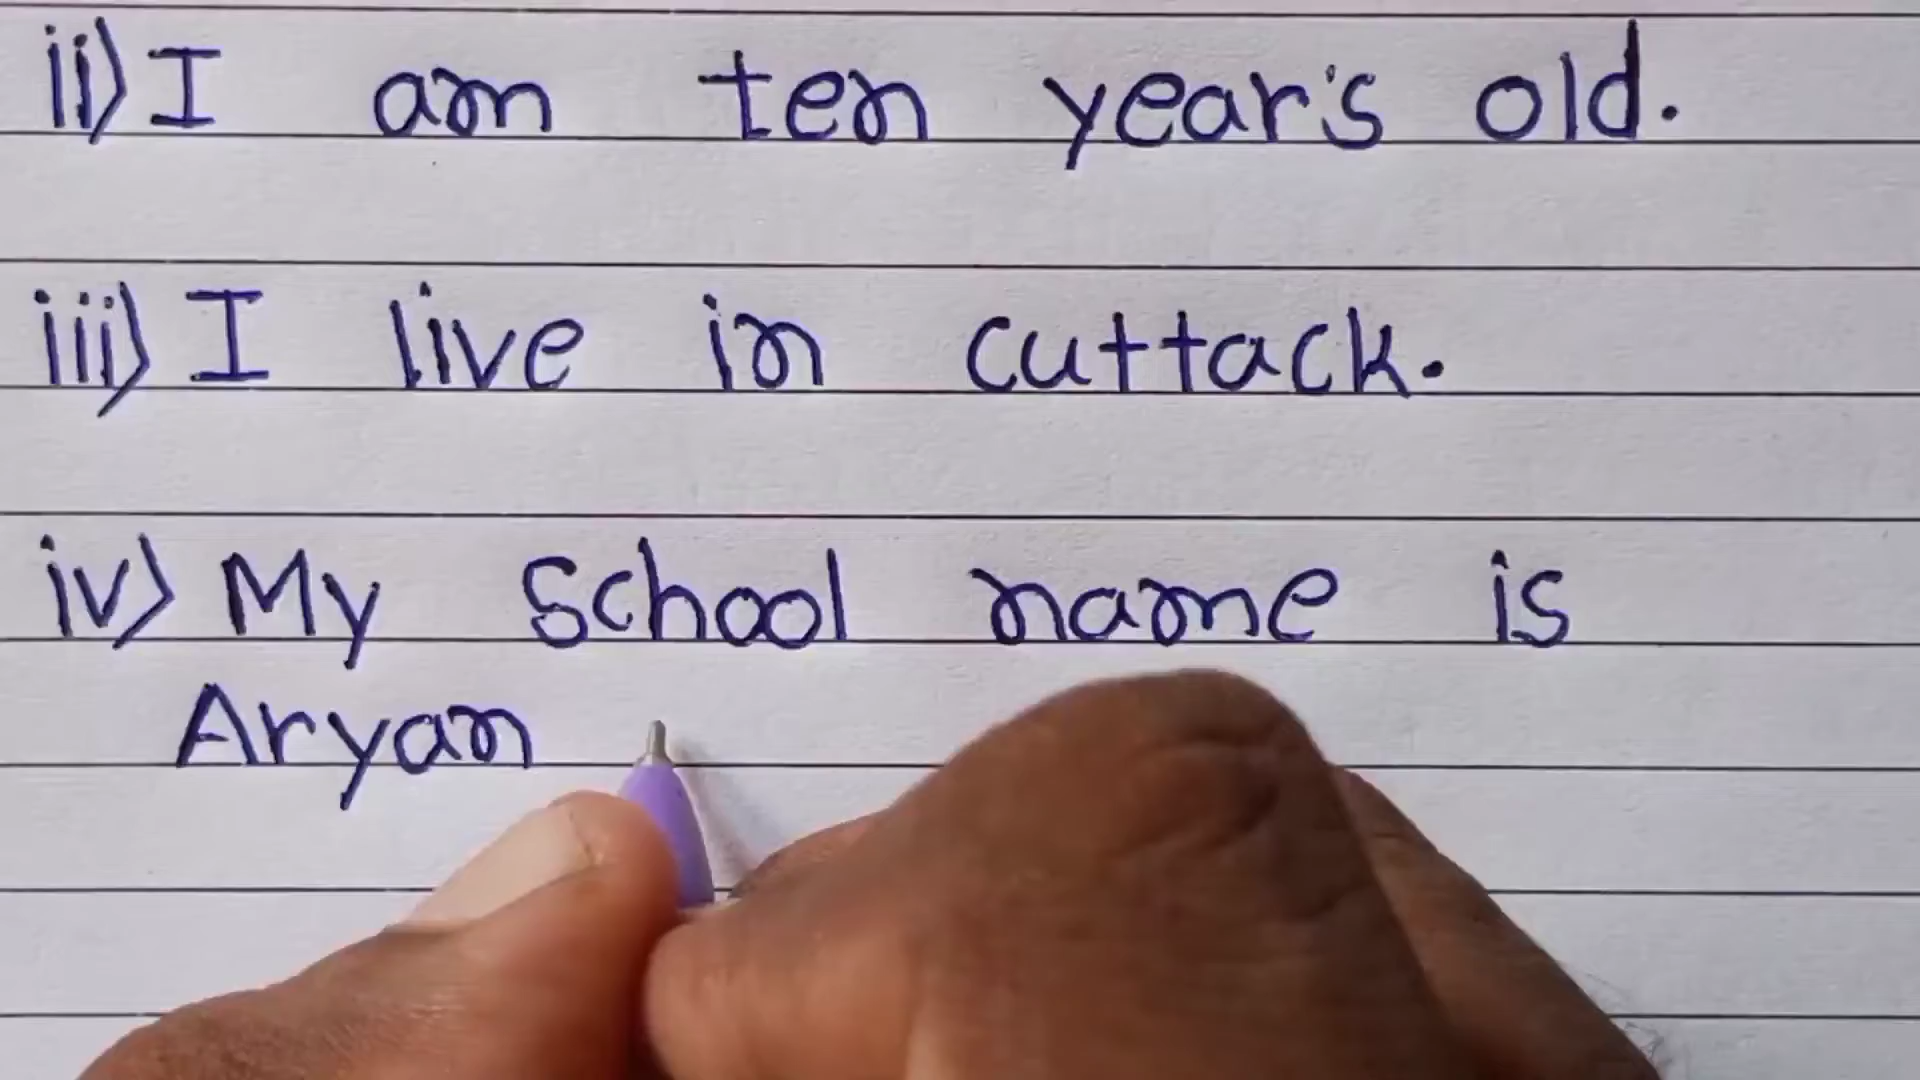 ii) I am ten year's old.
iii) I live in cuttack.
iv) My School name is
Aryan